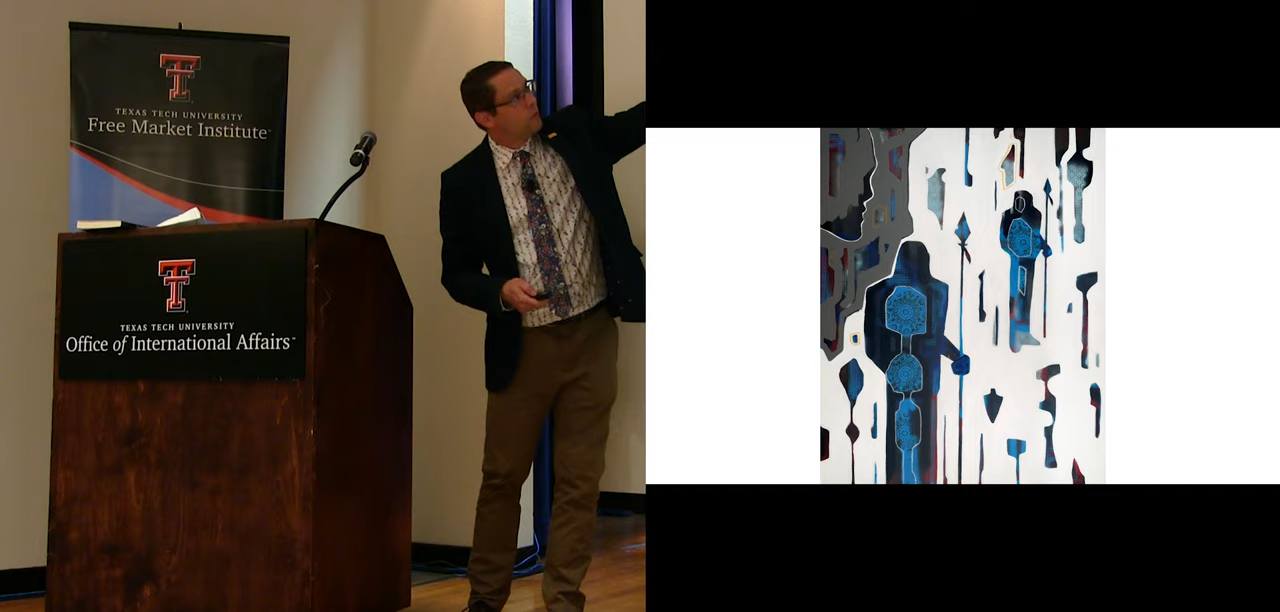 TEXAS TECH UNIVERSITY
Free Market Institute
TEXAS TECH UNIVERSITY
Office of International Affairs